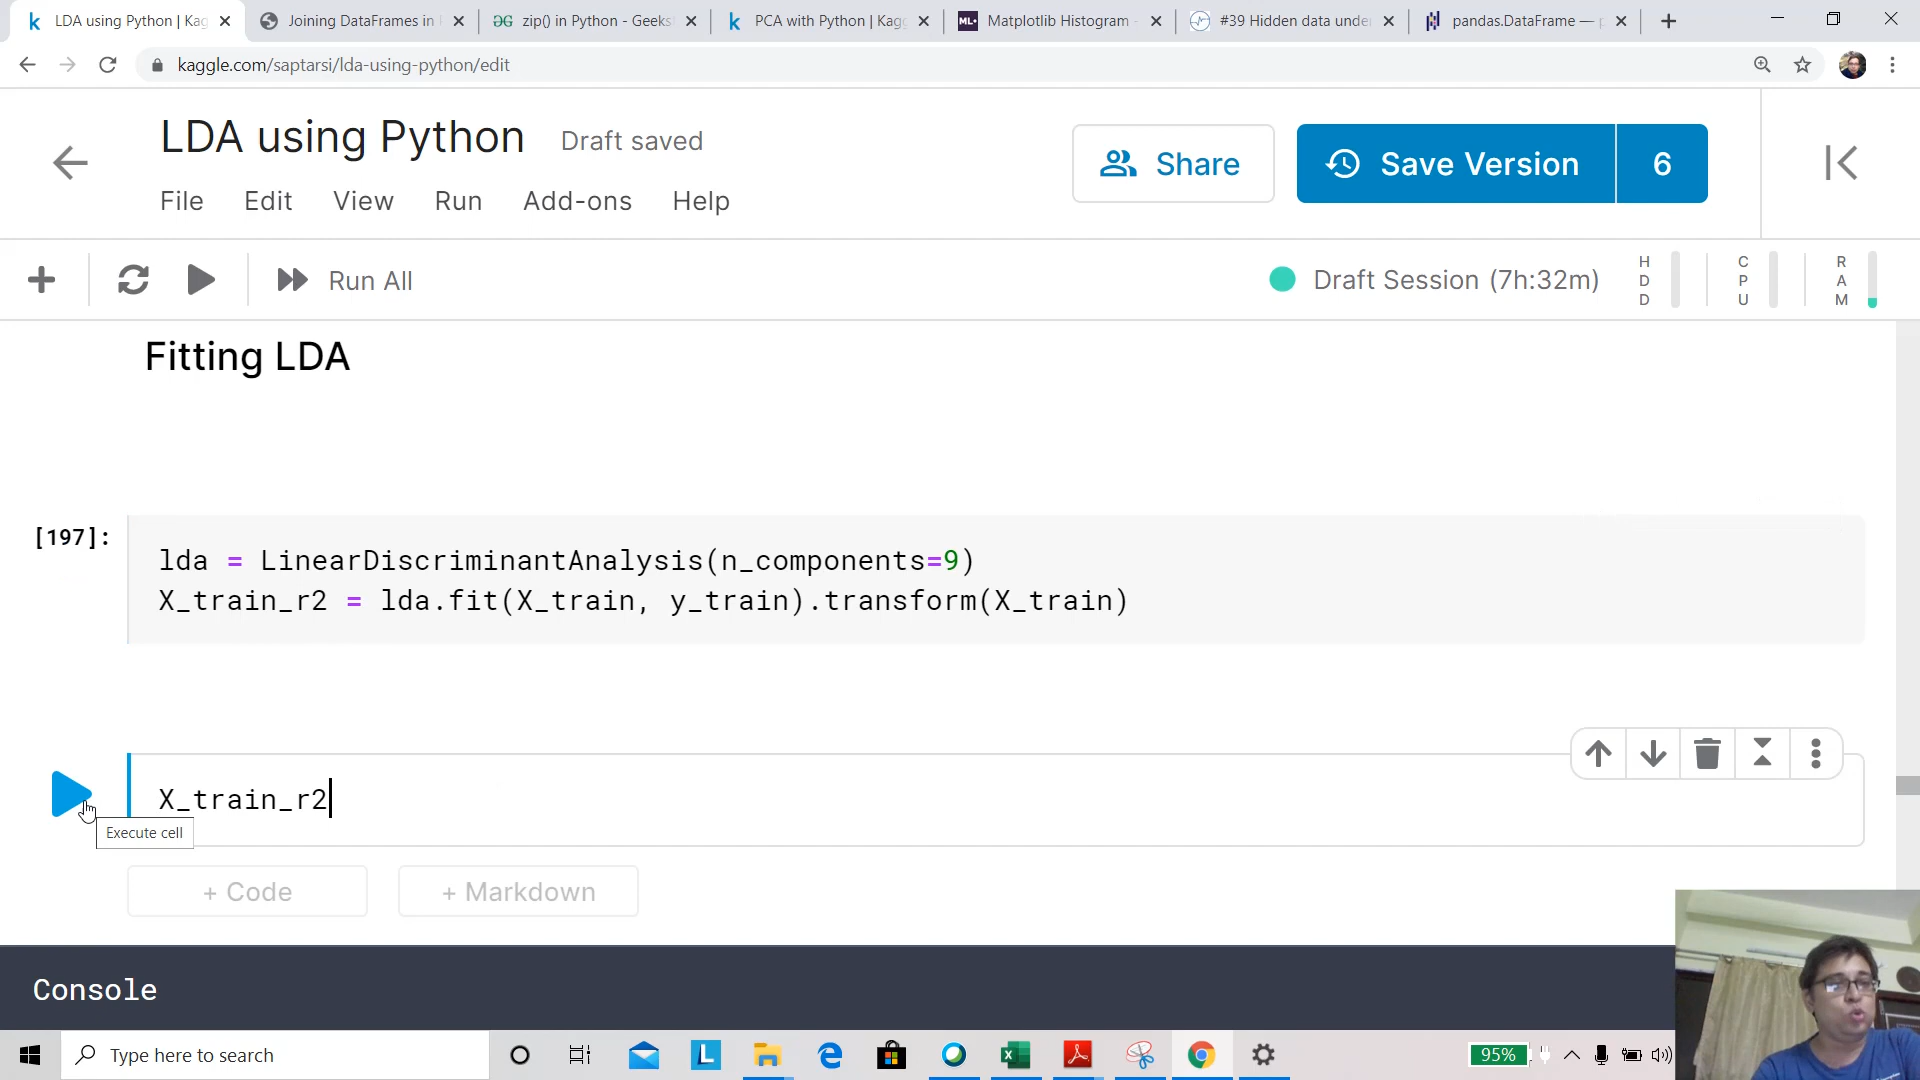 LDA using Python | Kag
Joining DataFrames in
zip() in Python - Geeks
PCA with Python | Kagg
ML
Matplotlib Histogram -
#39 Hidden data unde
pandas.DataFrame — p
kaggle.com/saptarsi/lda-using-python/edit
LDA using Python
Draft saved
Share
Save Version
6
File
Edit
View
Run
Add-ons
Help
Run All
Draft Session (7h:32m)
HDD
CPU
RAM
Fitting LDA
[197]:
lda = LinearDiscriminantAnalysis(n_components=9)
X_train_r2 = lda.fit(X_train, y_train).transform(X_train)
X_train_r2
Execute cell
+ Code
+ Markdown
Console
Type here to search
95%